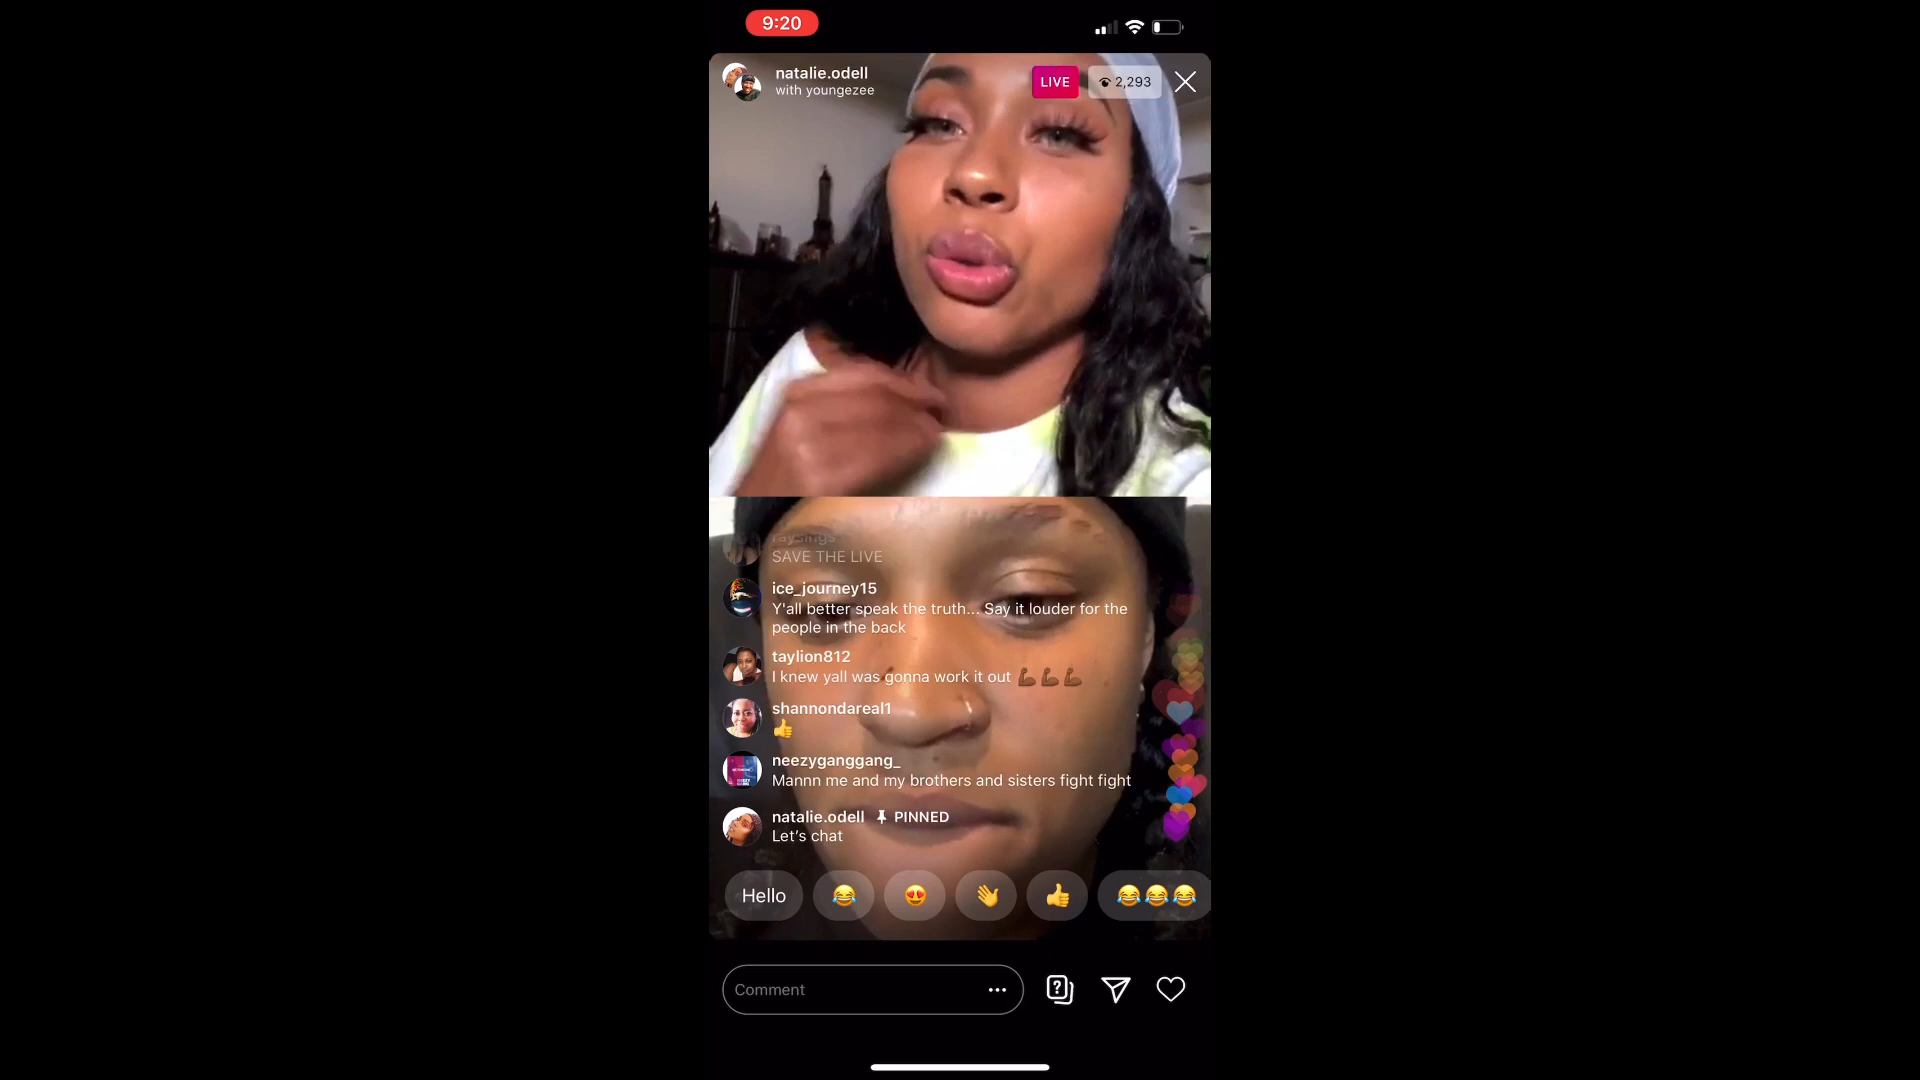 9:20
natalie.odell
with youngezee
LIVE
2,293
raysings
SAVE THE LIVE
ice_journey15
Y'all better speak the truth... Say it louder for the
people in the back
taylion812
I knew yall was gonna work it out 💪🏿💪🏿💪🏿
shannondareal1
👍
neezyganggang_
Mannn me and my brothers and sisters fight fight
natalie.odell PINNED
Let's chat
Hello 😂 😍 👋 👍 😂😂😂
Comment